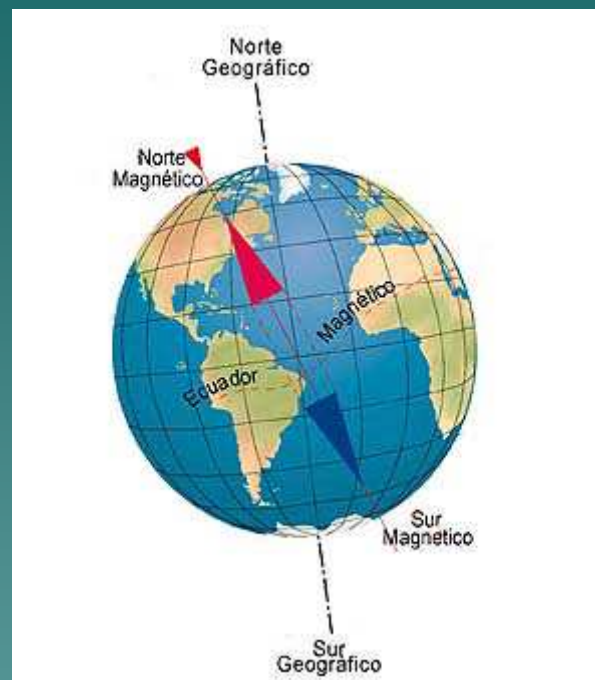 Norte
Geográfico
Norte
Magnético
Magnético
Ecuador
Sur
Magnetico
Sur
Geográfico